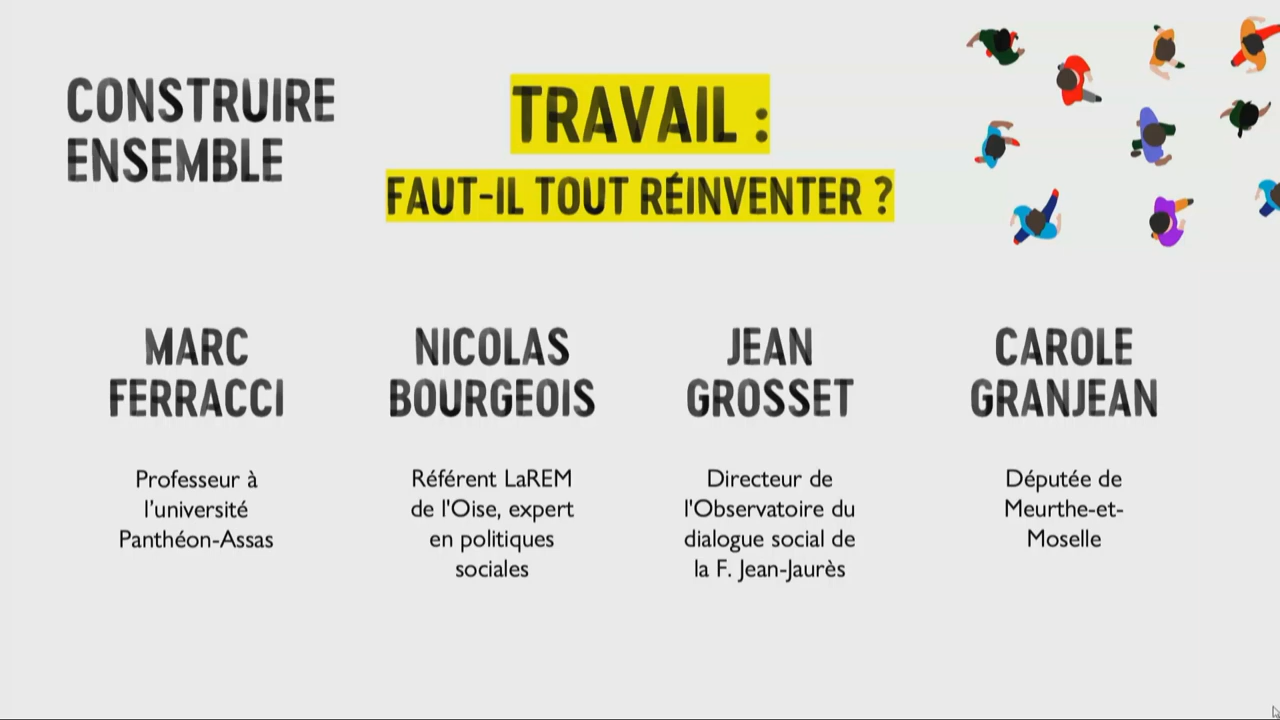 CONSTRUIRE
ENSEMBLE
TRAVAIL :
FAUT-IL TOUT RÉINVENTER ?
MARC
FERRACCI
Professeur à
l’université
Panthéon-Assas
NICOLAS
BOURGEOIS
Référent LaREM
de l'Oise, expert
en politiques
sociales
JEAN
GROSSET
Directeur de
l'Observatoire du
dialogue social de
la F. Jean-Jaurès
CAROLE
GRANJEAN
Députée de
Meurthe-et-
Moselle